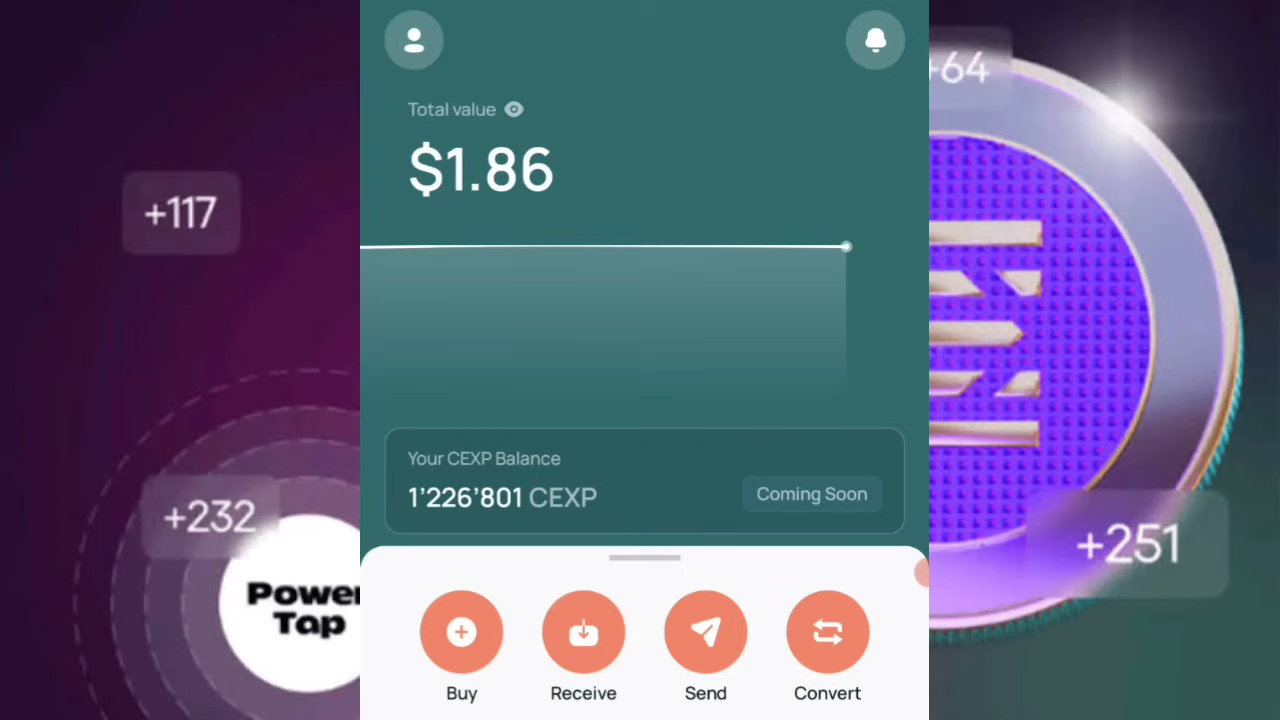 +64
Total value
$1.86
+117
Your CEXP Balance
1'226'801 CEXP
Coming Soon
+232
+251
Power
Tap
Buy
Receive
Send
Convert